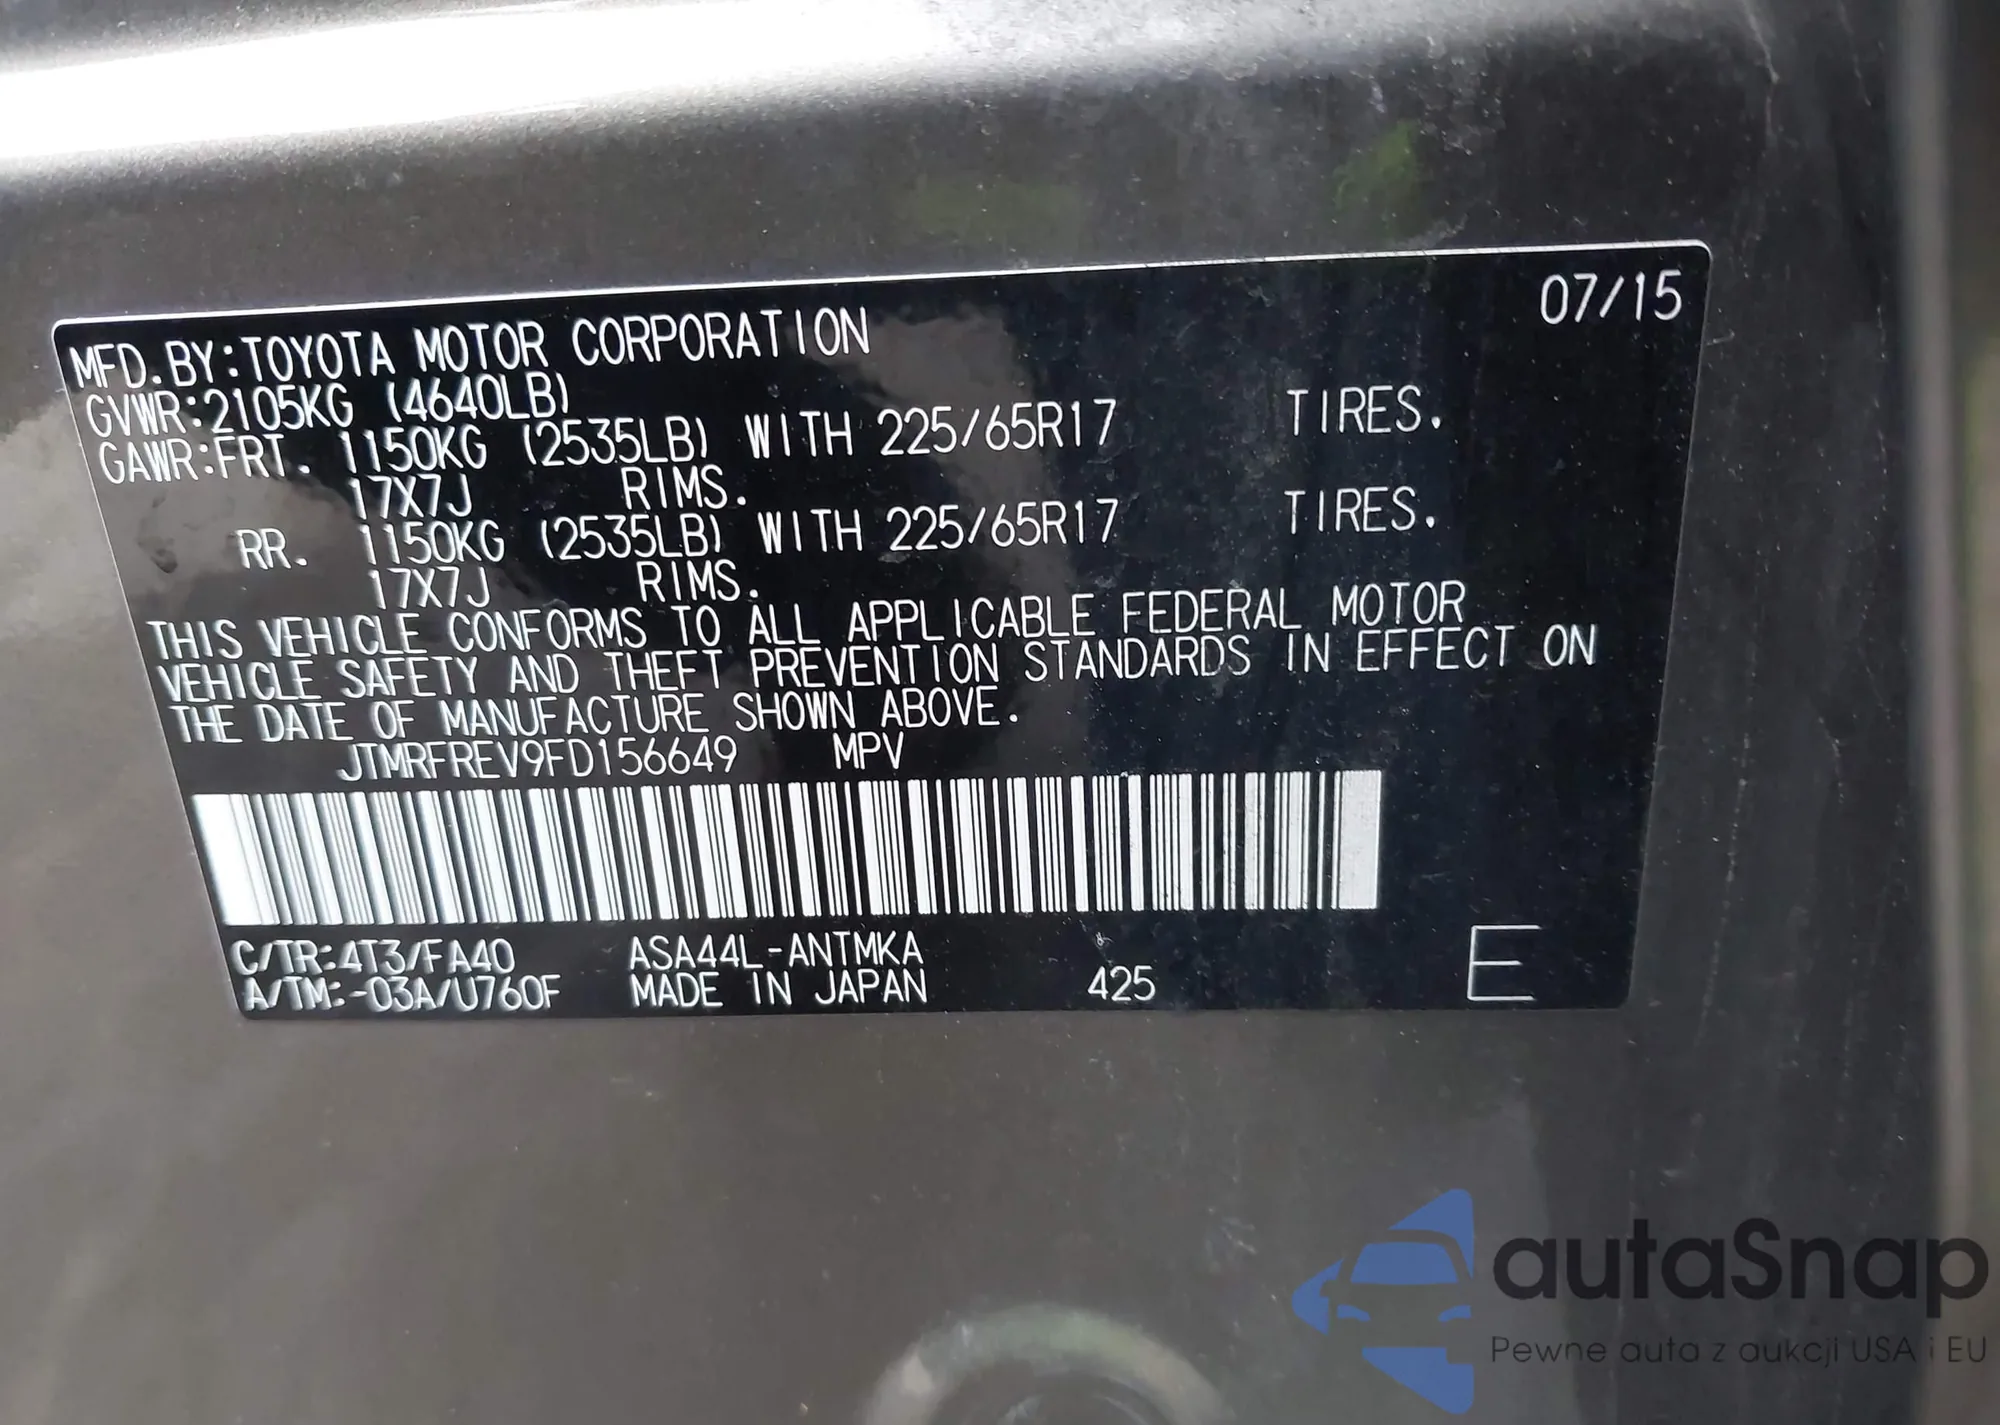 07/15
MFD.BY:TOYOTA MOTOR CORPORATION
GVWR:2105KG (4640LB)
GAWR:FRT. 1150KG (2535LB) WITH 225/65R17 TIRES.
17X7J RIMS.
RR. 1150KG (2535LB) WITH 225/65R17 TIRES.
17X7J RIMS.
THIS VEHICLE CONFORMS TO ALL APPLICABLE FEDERAL MOTOR
VEHICLE SAFETY AND THEFT PREVENTION STANDARDS IN EFFECT ON
THE DATE OF MANUFACTURE SHOWN ABOVE.
JTMRFREV9FD156649 MPV
C/TR:4T3/FA40 ASA44L-ANTMKA
A/TM:-03A/U760F MADE IN JAPAN 425 E
autaSnap
Pewne auta z aukcji USA i EU